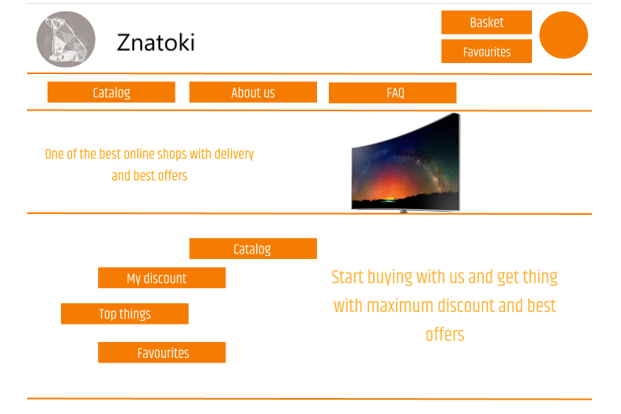 Znatoki
Basket
Favourites
Catalog
About us
FAQ
One of the best online shops with delivery
and best offers
Catalog
My discount
Top things
Favourites
Start buying with us and get thing
with maximum discount and best
offers